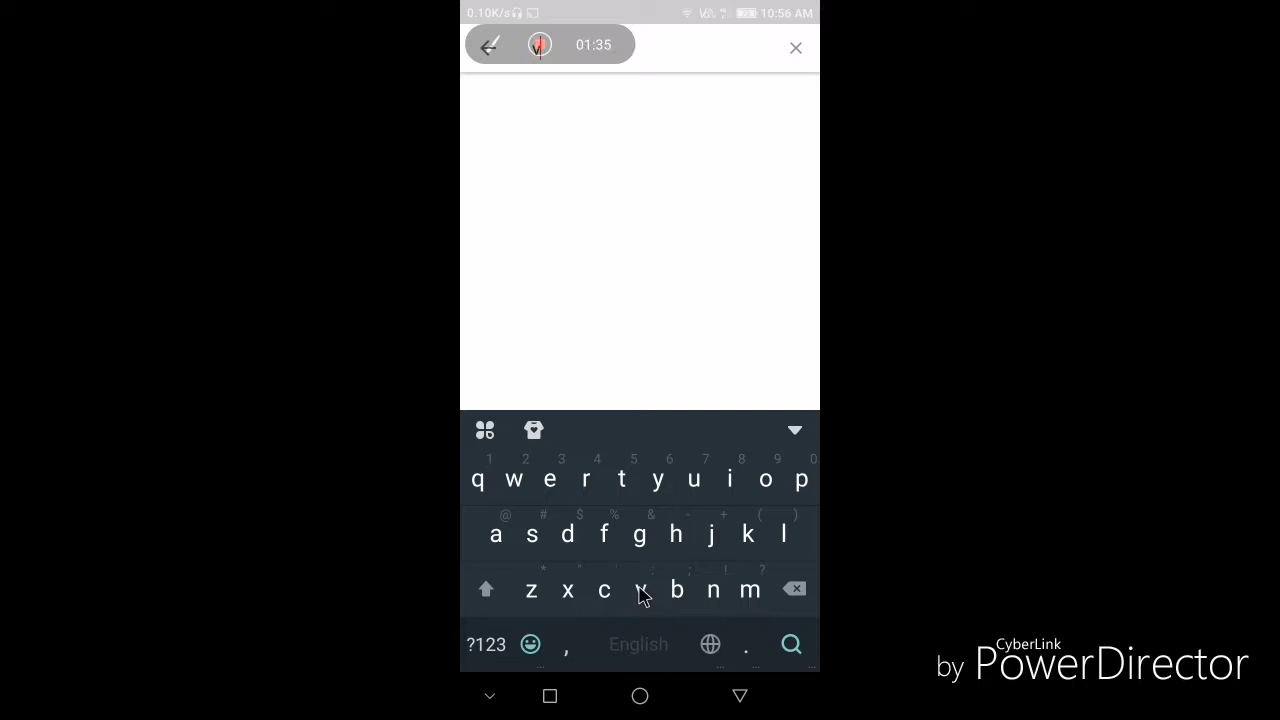 0.10K/s 10:56 AM
v 01:35
1 2 3 4 5 6 7 8 9 0
q w e r t y u i o p
@ # $ % & - + ( )
a s d f g h j k l
* " ' : ; ! ?
z x c v b n m
?123 , English .
CyberLink
by PowerDirector